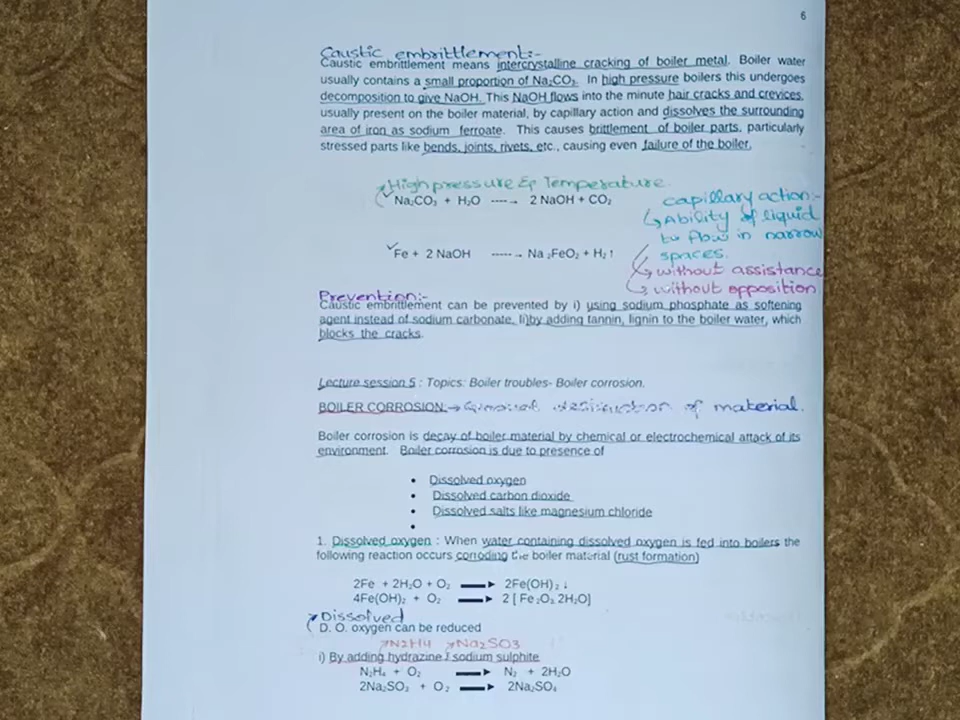 6
Caustic embrittlement:-
Caustic embrittlement means intercrystalline cracking of boiler metal. Boiler water
usually contains a small proportion of Na₂CO₃. In high pressure boilers this undergoes
decomposition to give NaOH. This NaOH flows into the minute hair cracks and crevices,
usually present on the boiler material, by capillary action and dissolves the surrounding
area of iron as sodium ferroate. This causes brittlement of boiler parts, particularly
stressed parts like bends, joints, rivets, etc., causing even failure of the boiler.
High pressure & Temperature.
Na₂CO₃ + H₂O ----→ 2 NaOH + CO₂
capillary action:-
↳ Ability of liquid
to flow in narrow
spaces.
Fe + 2 NaOH -----→ Na ₂FeO₂ + H₂↑
↳ without assistance
↳ without opposition
Prevention:-
Caustic embrittlement can be prevented by i) using sodium phosphate as softening
agent instead of sodium carbonate, Ii)by adding tannin, lignin to the boiler water, which
blocks the cracks.
Lecture session 5 : Topics: Boiler troubles- Boiler corrosion.
BOILER CORROSION: → of material.
Boiler corrosion is decay of boiler material by chemical or electrochemical attack of its
environment. Boiler corrosion is due to presence of
• Dissolved oxygen
• Dissolved carbon dioxide
• Dissolved salts like magnesium chloride
•
1. Dissolved oxygen : When water containing dissolved oxygen is fed into boilers the
following reaction occurs corroding the boiler material (rust formation)
2Fe + 2H₂O + O₂ → 2Fe(OH)₂ ↓
4Fe(OH)₂ + O₂ → 2 [ Fe₂O₃.2H₂O]
Dissolved
D. O. oxygen can be reduced
N2H4 Na2SO3
i) By adding hydrazine / sodium sulphite
N₂H₄ + O₂ → N₂ + 2H₂O
2Na₂SO₃ + O₂ → 2Na₂SO₄